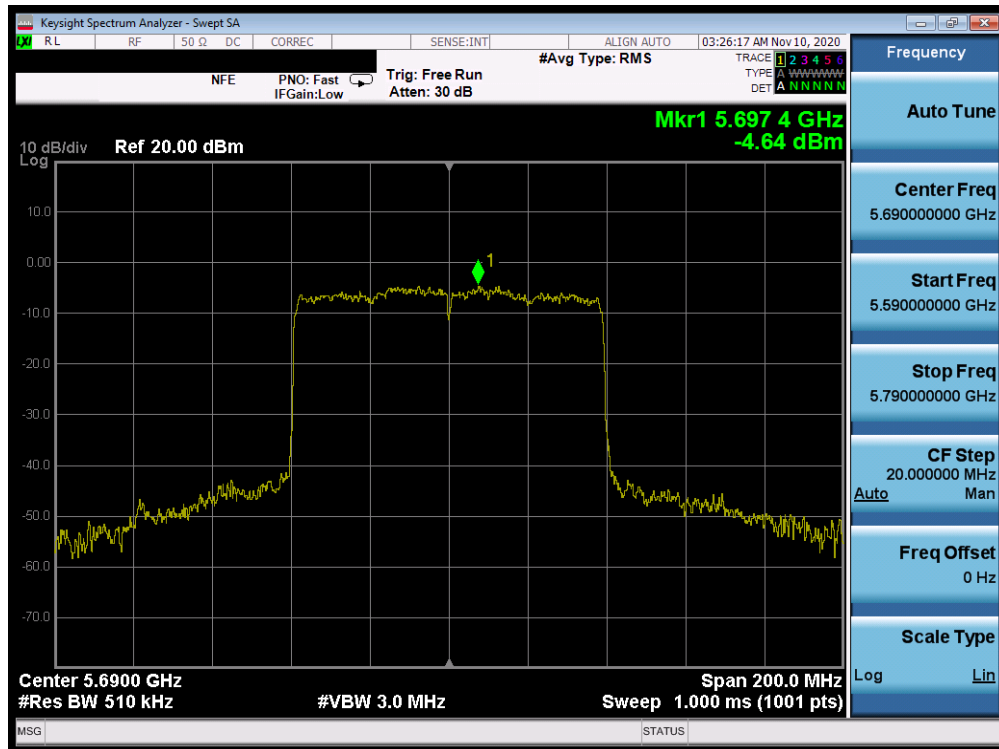 Keysight Spectrum Analyzer - Swept SA
LXI RL RF 50 Ω DC CORREC SENSE:INT ALIGN AUTO 03:26:17 AM Nov 10, 2020
NFE PNO: Fast IFGain:Low Trig: Free Run Atten: 30 dB #Avg Type: RMS
TRACE 1 2 3 4 5 6
TYPE A WWWWW
DET A N N N N N
Mkr1 5.697 4 GHz
-4.64 dBm
10 dB/div Ref 20.00 dBm
Log
10.0
0.00
1
-10.0
-20.0
-30.0
-40.0
-50.0
-60.0
-70.0
Center 5.6900 GHz Span 200.0 MHz
#Res BW 510 kHz #VBW 3.0 MHz Sweep 1.000 ms (1001 pts)
MSG STATUS
Frequency
Auto Tune
Center Freq
5.690000000 GHz
Start Freq
5.590000000 GHz
Stop Freq
5.790000000 GHz
CF Step
20.000000 MHz
Auto Man
Freq Offset
0 Hz
Scale Type
Log Lin